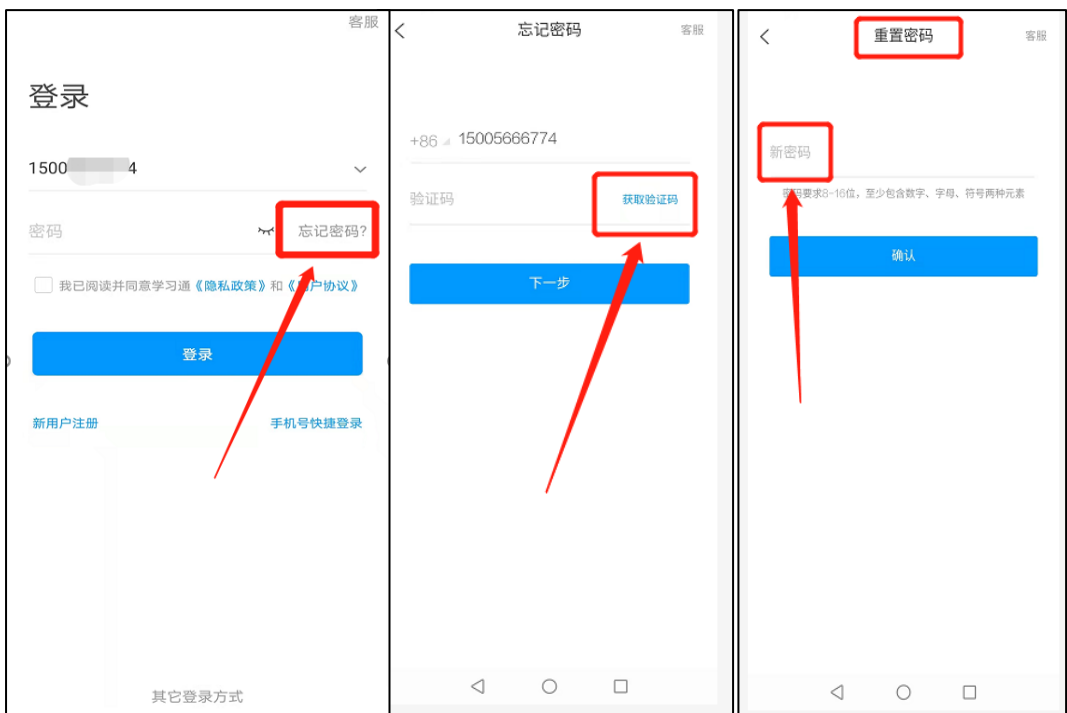 客服
登录
1500 4
密码 忘记密码?
我已阅读并同意学习通《隐私政策》和《用户协议》
登录
新用户注册 手机号快捷登录
其它登录方式
忘记密码 客服
+86 15005666774
验证码 获取验证码
下一步
重置密码 客服
新密码
密码要求8-16位，至少包含数字、字母、符号两种元素
确认